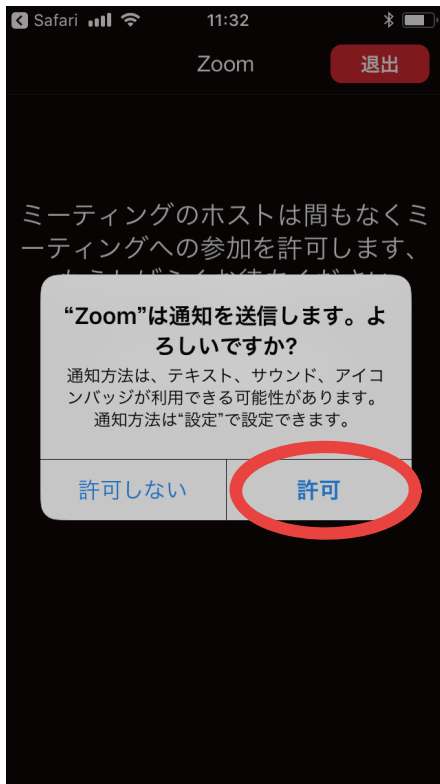 Safari 11:32
Zoom 退出
ミーティングのホストは間もなくミ
ーティングへの参加を許可します、
“Zoom”は通知を送信します。よ
ろしいですか?
通知方法は、テキスト、サウンド、アイコ
ンバッジが利用できる可能性があります。
通知方法は“設定”で設定できます。
許可しない 許可